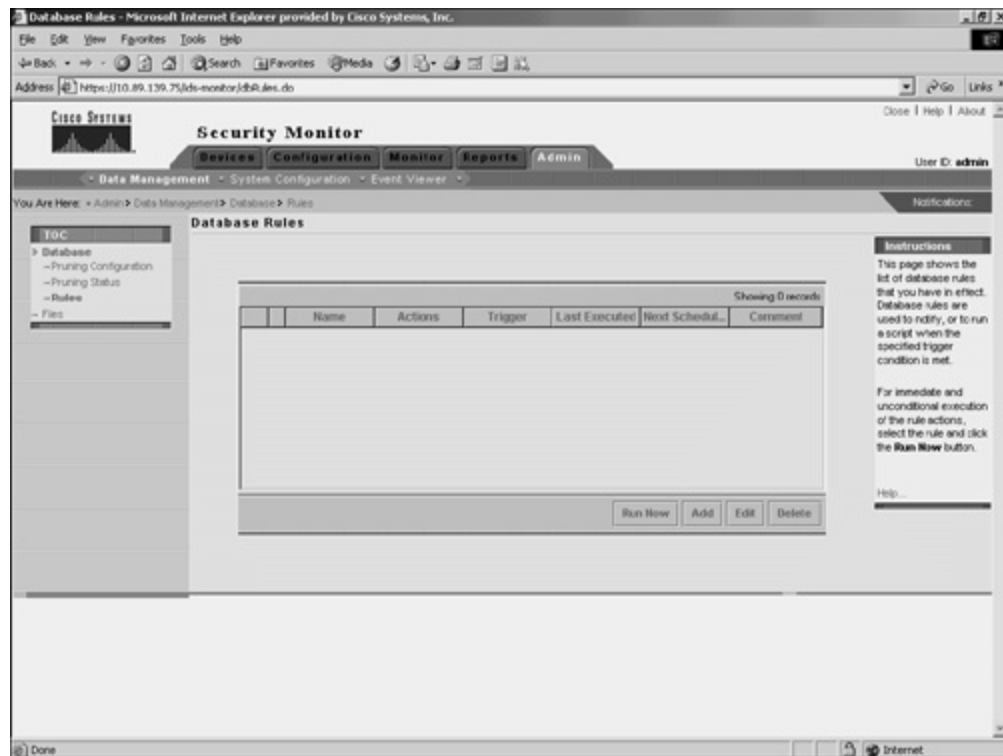 Database Rules - Microsoft Internet Explorer provided by Cisco Systems, Inc.
File Edit View Favorites Tools Help
Back Search Favorites Media
Address https://10.89.139.75/ids-monitor/dbRules.do Go Links
Cisco Systems
Close | Help | About
Security Monitor
Devices Configuration Monitor Reports Admin
User ID: admin
Data Management System Configuration Event Viewer
You Are Here: Admin > Data Management > Database > Rules
Notifications:
TOC
Database
Pruning Configuration
Pruning Status
Rules
Files
Database Rules
Showing 0 records
Name Actions Trigger Last Executed Next Schedul... Comment
Run Now Add Edit Delete
Instructions
This page shows the
list of database rules
that you have in effect.
Database rules are
used to notify, or to run
a script when the
specified trigger
condition is met.
For immediate and
unconditional execution
of the rule actions,
select the rule and click
the Run Now button.
Help...
Done Internet